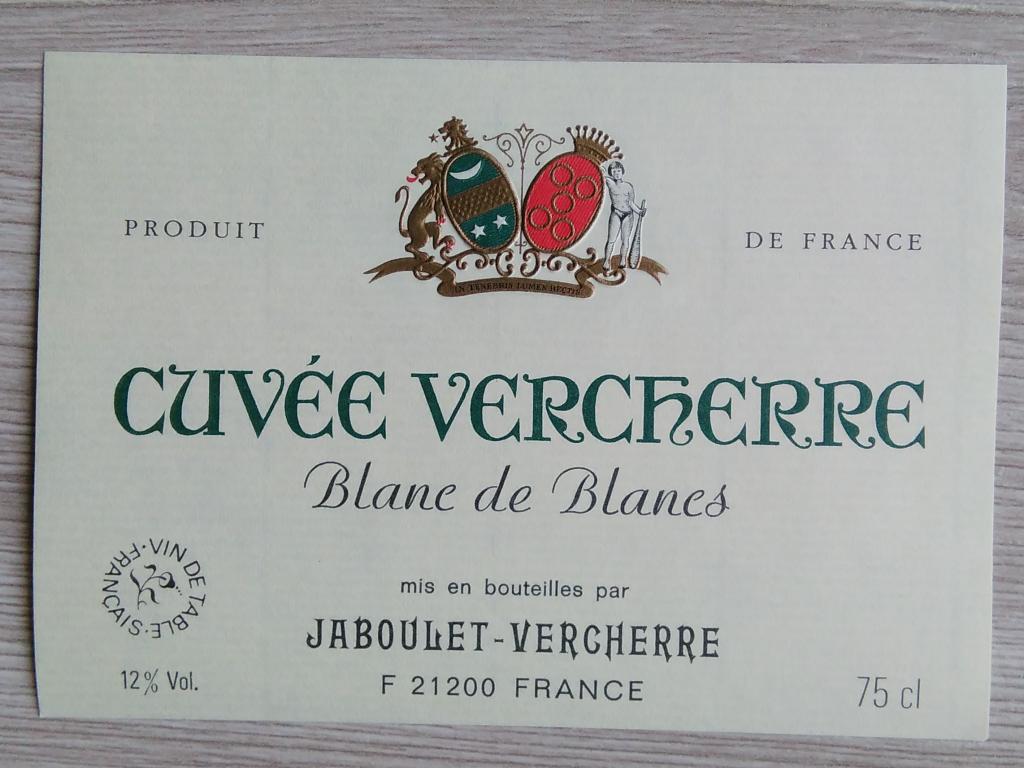 IN TENEBRIS LUMEN RECTIS
PRODUIT
DE FRANCE
CUVÉE VERCHERRE
Blanc de Blancs
VIN DE TABLE · FRANÇAIS ·
mis en bouteilles par
JABOULET-VERCHERRE
12% Vol.
F 21200 FRANCE
75 cl